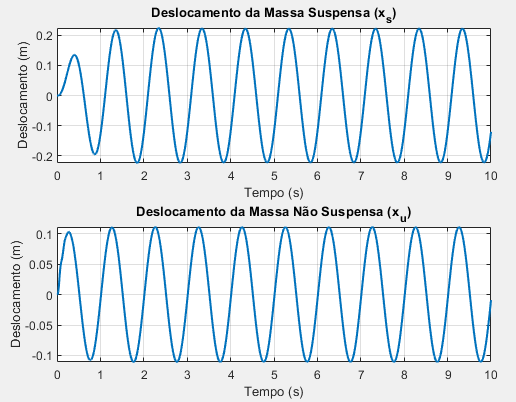 Deslocamento da Massa Suspensa (x_s)
Deslocamento (m)
0.2
0.1
0
-0.1
-0.2
0 1 2 3 4 5 6 7 8 9 10
Tempo (s)
Deslocamento da Massa Não Suspensa (x_u)
Deslocamento (m)
0.1
0.05
0
-0.05
-0.1
0 1 2 3 4 5 6 7 8 9 10
Tempo (s)